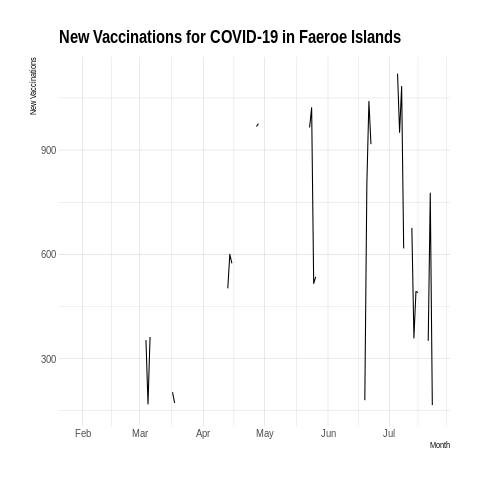 New Vaccinations for COVID-19 in Faeroe Islands
New Vaccinations
900
600
300
Feb Mar Apr May Jun Jul
Month